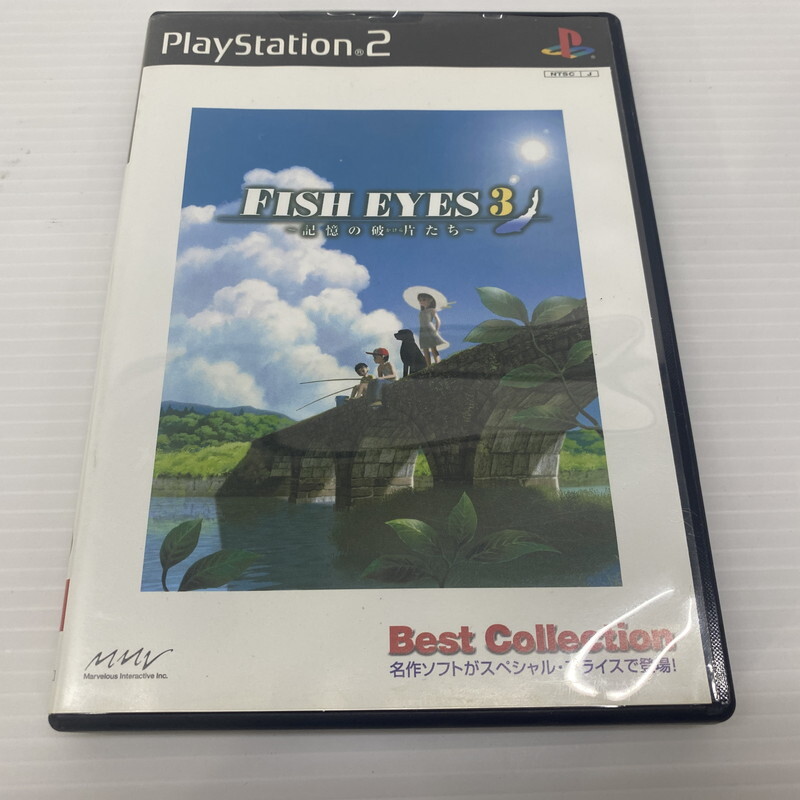 PlayStation®2
NTSC J
FISH EYES 3
~記憶の破片たち~
MMV
Marvelous Interactive Inc.
Best Collection
名作ソフトがスペシャル・プライスで登場!